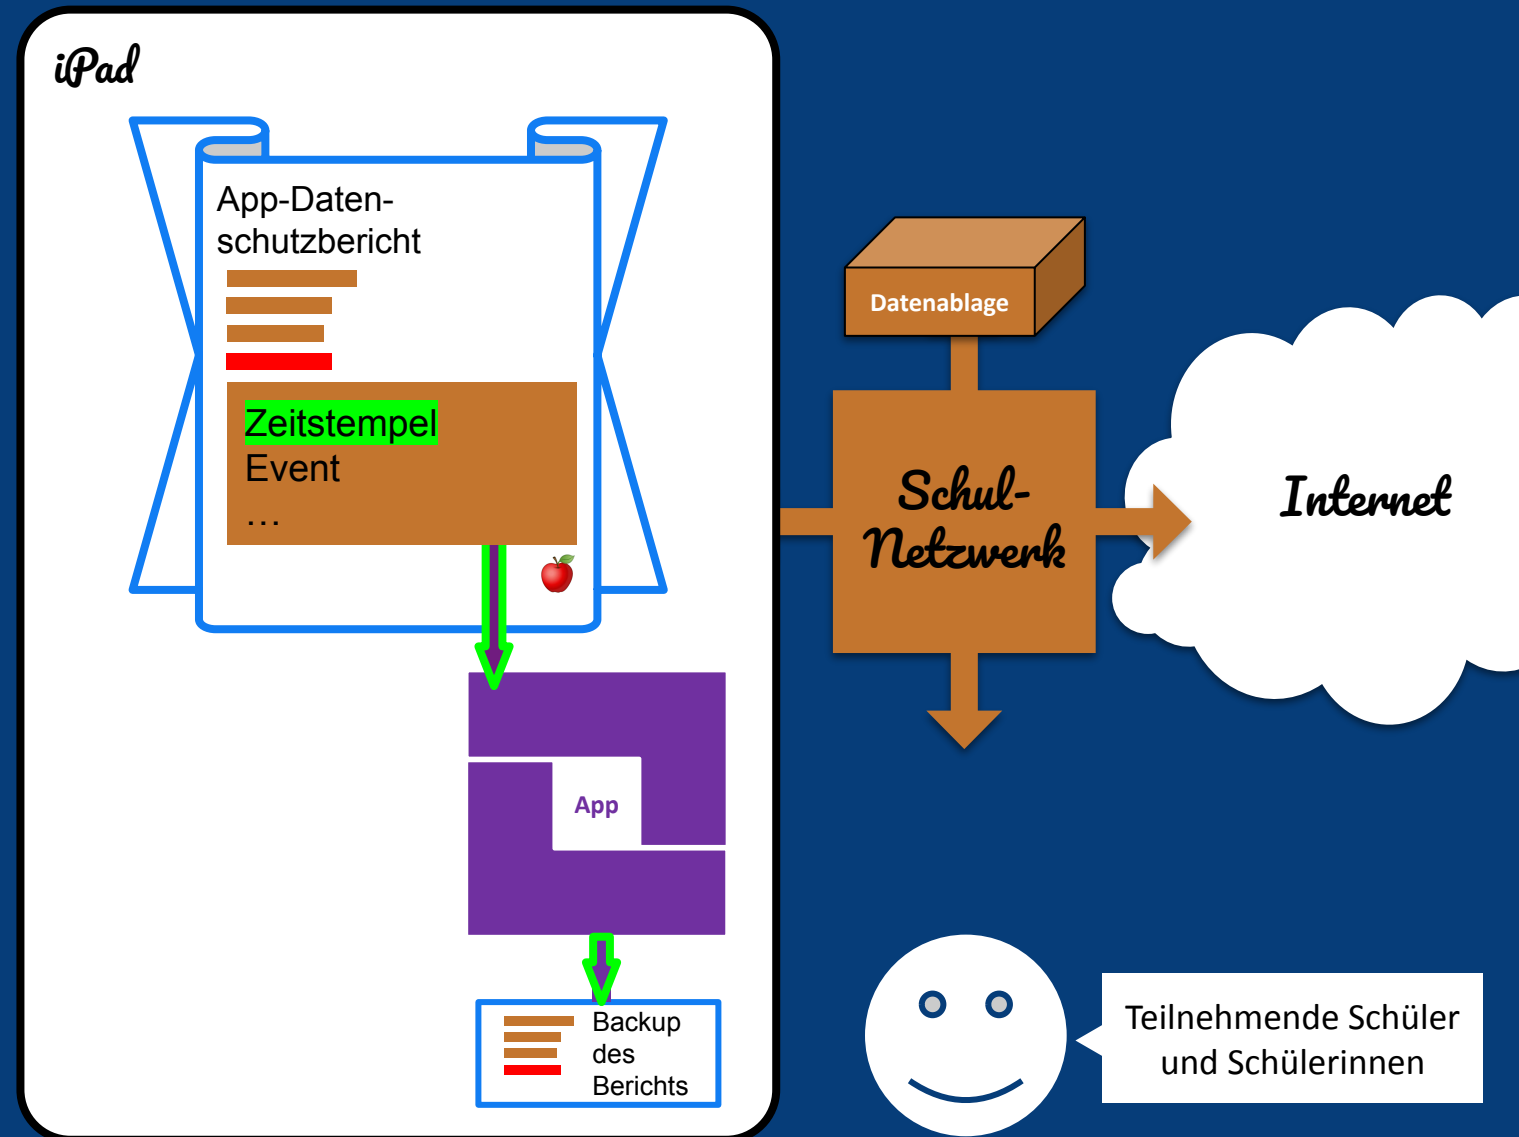 iPad
App-Daten-
schutzbericht
Zeitstempel
Event
…
App
Backup
des
Berichts
Datenablage
Schul-
Netzwerk
Internet
Teilnehmende Schüler
und Schülerinnen